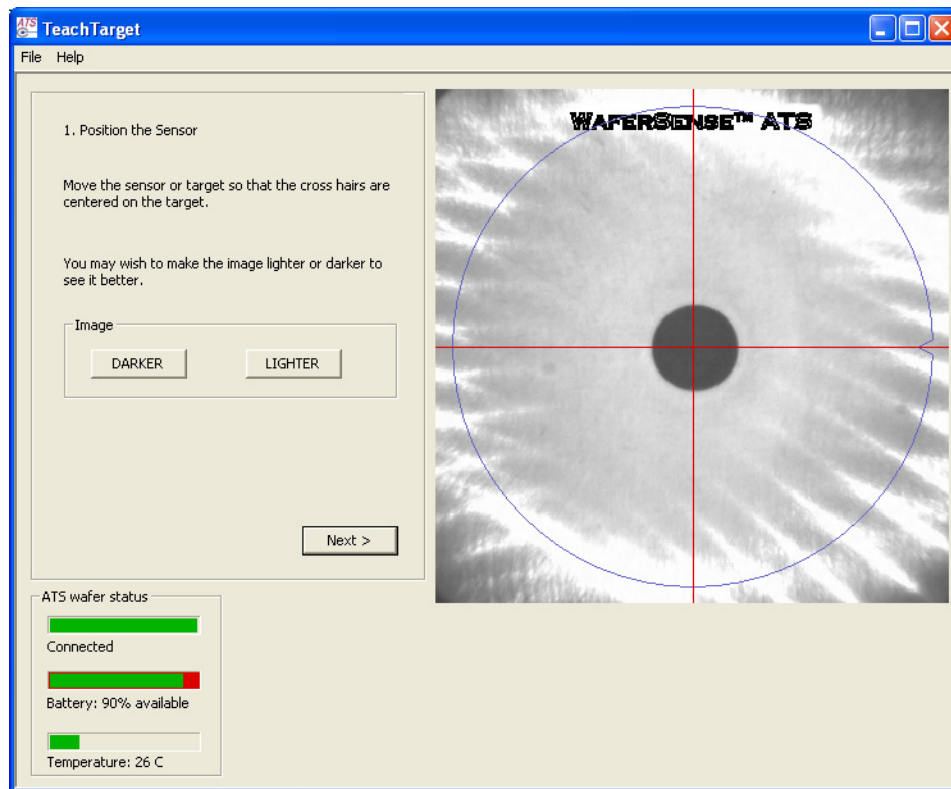 ATS
TeachTarget
File Help
1. Position the Sensor
Move the sensor or target so that the cross hairs are
centered on the target.
You may wish to make the image lighter or darker to
see it better.
Image
DARKER LIGHTER
Next >
WAFERSENSE™ ATS
ATS wafer status
Connected
Battery: 90% available
Temperature: 26 C